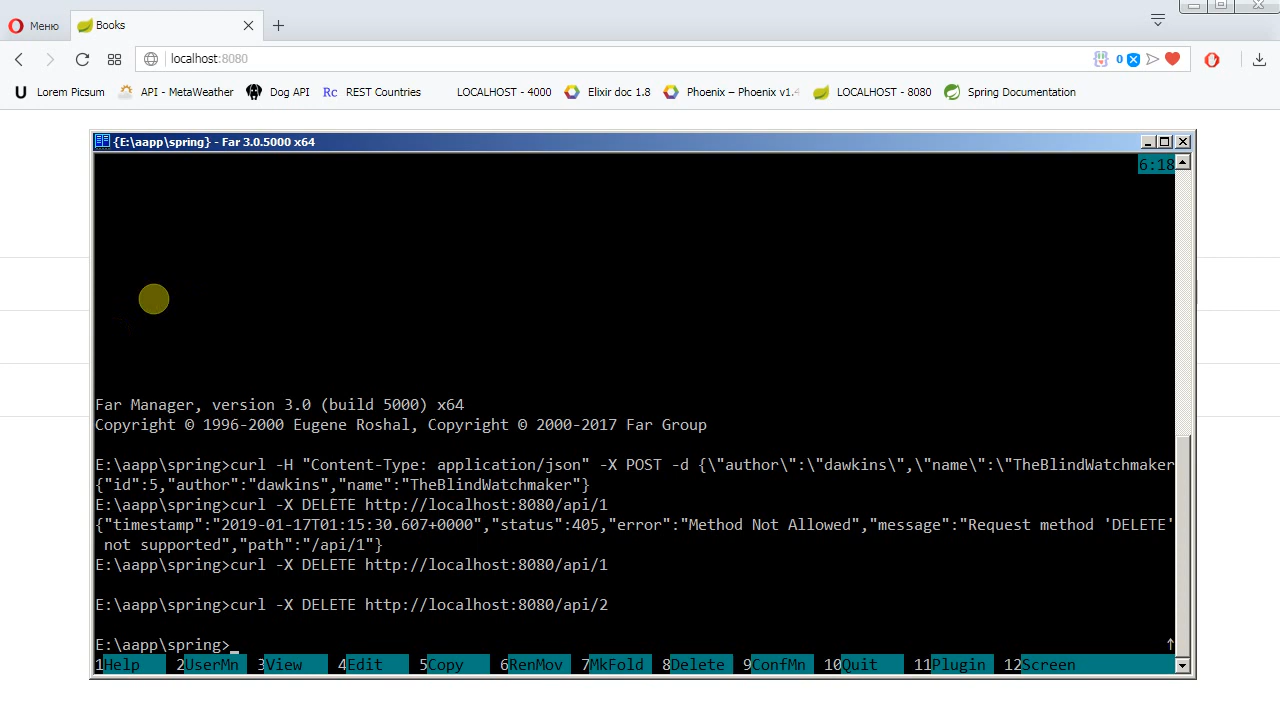 Меню
Books
localhost:8080
0
Lorem Picsum
API - MetaWeather
Dog API
Rc REST Countries
LOCALHOST - 4000
Elixir doc 1.8
Phoenix – Phoenix v1.4
LOCALHOST - 8080
Spring Documentation
{E:\aapp\spring} - Far 3.0.5000 x64
6:18
Far Manager, version 3.0 (build 5000) x64
Copyright © 1996-2000 Eugene Roshal, Copyright © 2000-2017 Far Group
E:\aapp\spring>curl -H "Content-Type: application/json" -X POST -d {\"author\":\"dawkins\",\"name\":\"TheBlindWatchmaker
{"id":5,"author":"dawkins","name":"TheBlindWatchmaker"}
E:\aapp\spring>curl -X DELETE http://localhost:8080/api/1
{"timestamp":"2019-01-17T01:15:30.607+0000","status":405,"error":"Method Not Allowed","message":"Request method 'DELETE'
not supported","path":"/api/1"}
E:\aapp\spring>curl -X DELETE http://localhost:8080/api/1
E:\aapp\spring>curl -X DELETE http://localhost:8080/api/2
E:\aapp\spring>_
1Help 2UserMn 3View 4Edit 5Copy 6RenMov 7MkFold 8Delete 9ConfMn 10Quit 11Plugin 12Screen